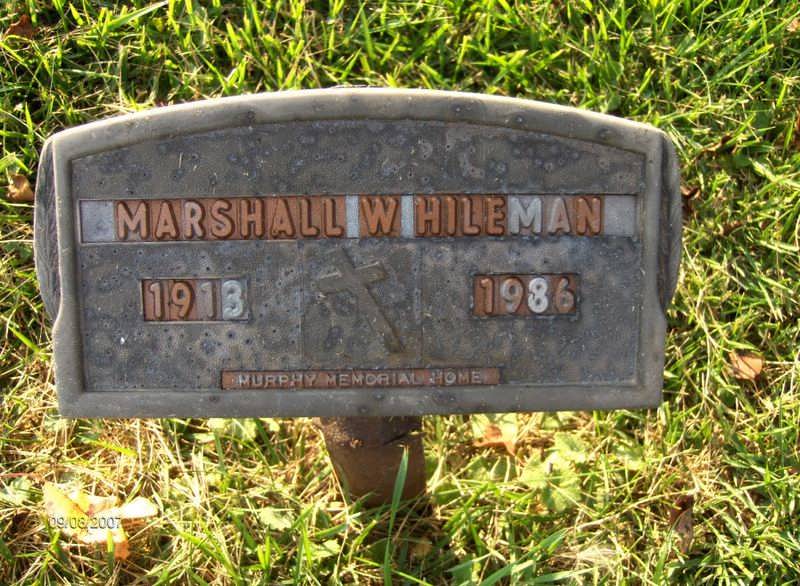 MARSHALL W HILEMAN
1913 1986
MURPHY MEMORIAL HOME
09.08.2007